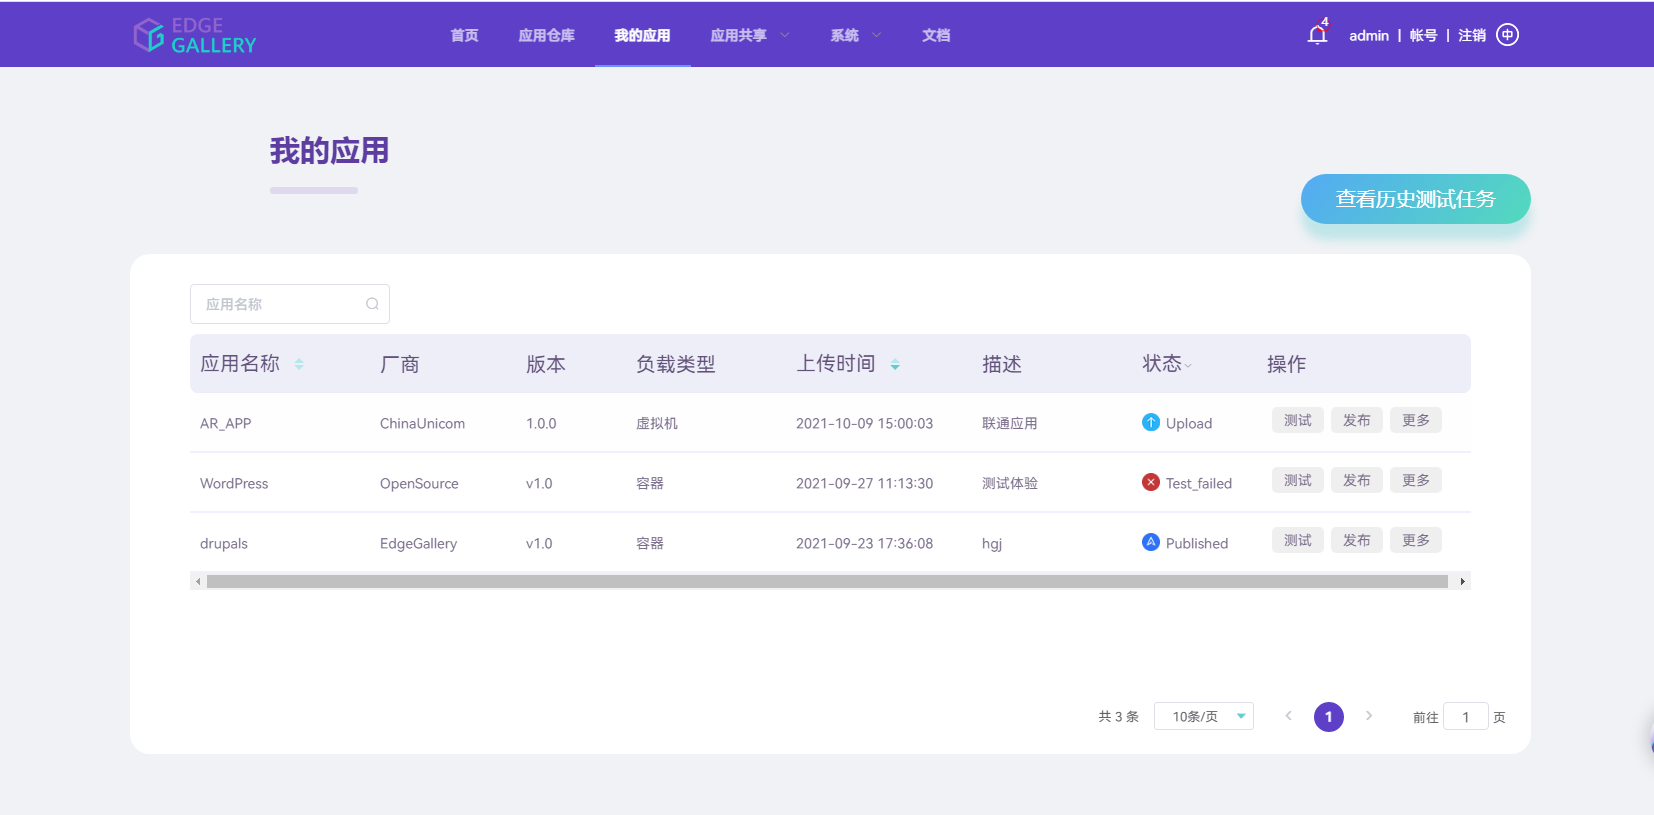 EDGE
GALLERY
首页 应用仓库 我的应用 应用共享 系统 文档
4
admin | 帐号 | 注销 中
我的应用
查看历史测试任务
应用名称
应用名称 厂商 版本 负载类型 上传时间 描述 状态 操作
AR_APP ChinaUnicom 1.0.0 虚拟机 2021-10-09 15:00:03 联通应用 Upload 测试 发布 更多
WordPress OpenSource v1.0 容器 2021-09-27 11:13:30 测试体验 Test_failed 测试 发布 更多
drupals EdgeGallery v1.0 容器 2021-09-23 17:36:08 hgj Published 测试 发布 更多
共 3 条 10条/页 1 前往 1 页